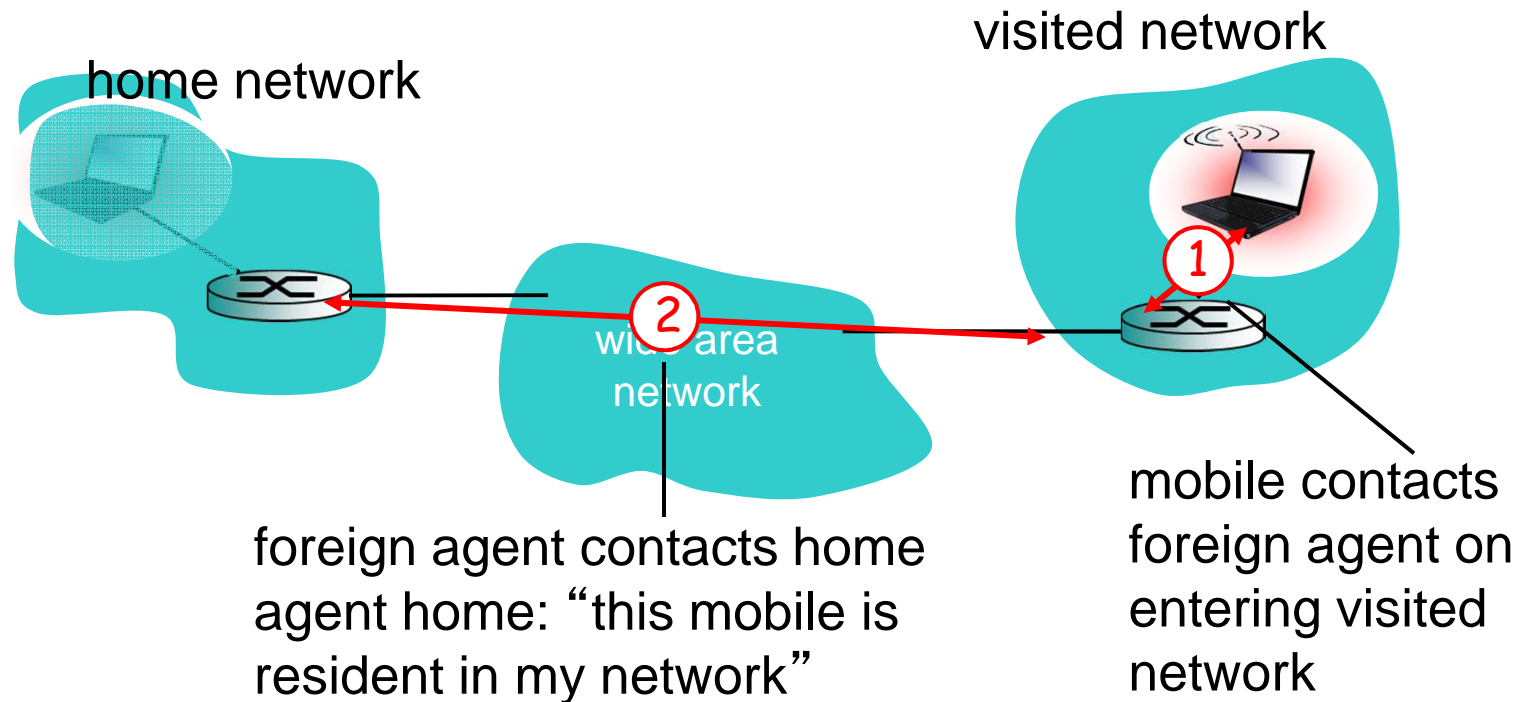 visited network
home network
1
2
wide area
network
foreign agent contacts home
agent home: “this mobile is
resident in my network”
mobile contacts
foreign agent on
entering visited
network